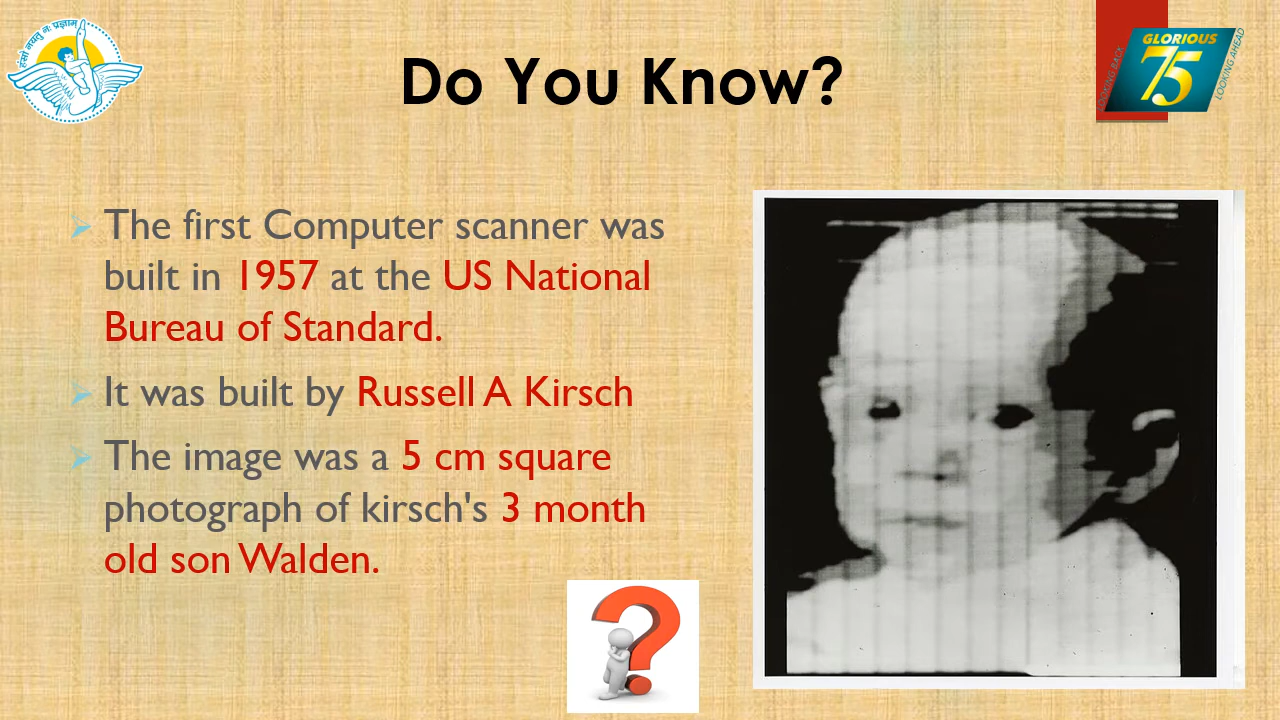 हंसो नयतु नः प्रज्ञाम्
Do You Know?
GLORIOUS
75
LOOKING BACK
LOOKING AHEAD
The first Computer scanner was
built in 1957 at the US National
Bureau of Standard.
It was built by Russell A Kirsch
The image was a 5 cm square
photograph of kirsch's 3 month
old son Walden.
?